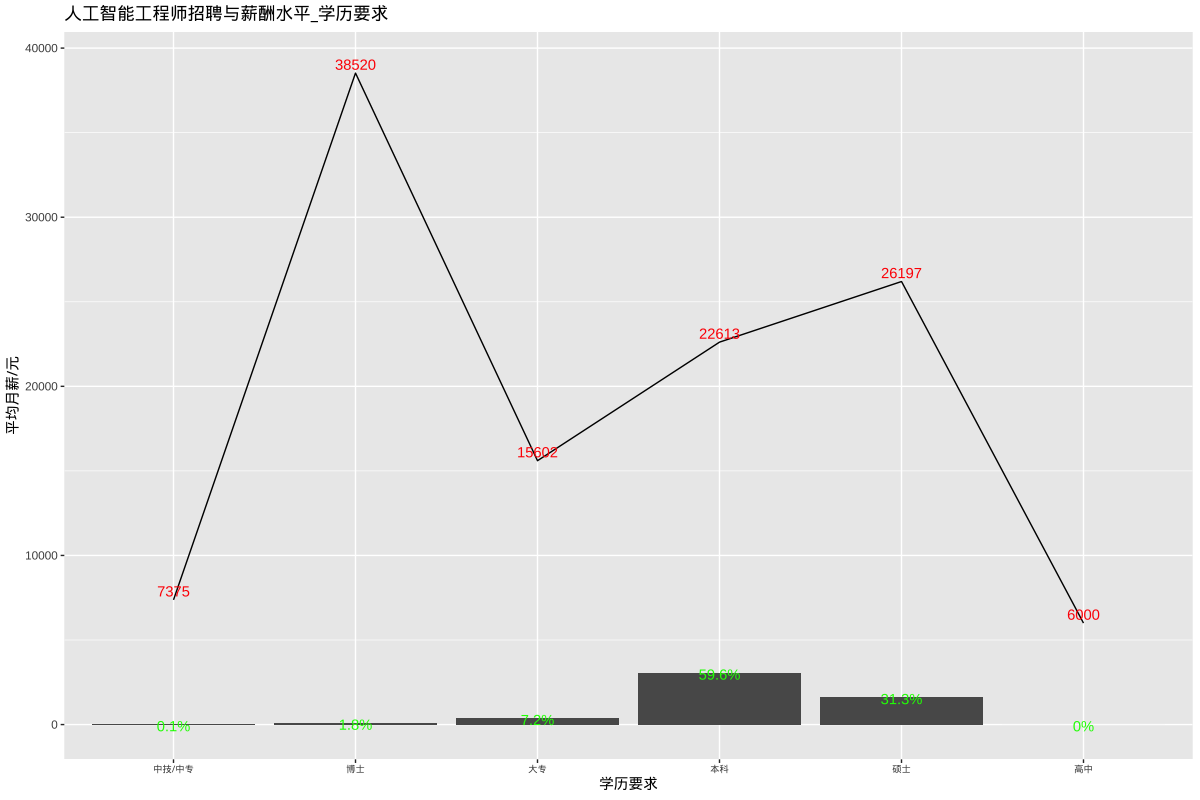 人工智能工程师招聘与薪酬水平_学历要求
平均月薪/元
40000
30000
20000
10000
0
38520
26197
22613
15602
7375
6000
59.6%
31.3%
7.2%
1.8%
0.1%
0%
中技/中专
博士
大专
本科
硕士
高中
学历要求